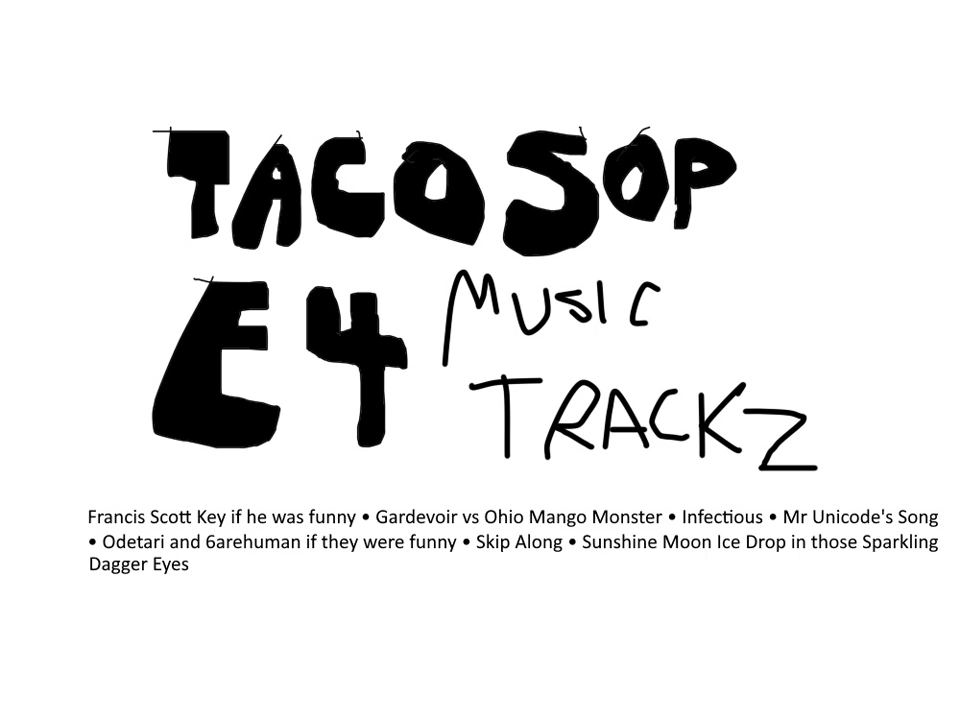 TACO SOP
E4 MUSIC
TRACKZ
Francis Scott Key if he was funny • Gardevoir vs Ohio Mango Monster • Infectious • Mr Unicode's Song
• Odetari and 6arehuman if they were funny • Skip Along • Sunshine Moon Ice Drop in those Sparkling
Dagger Eyes